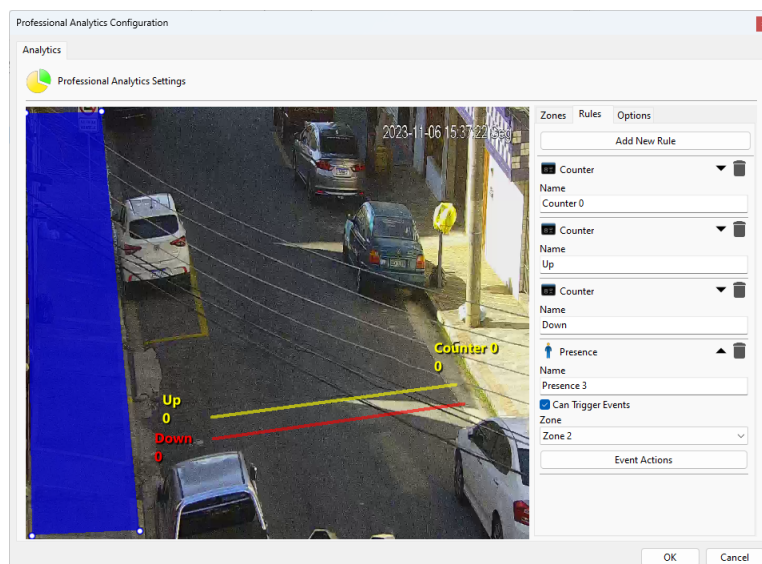 Professional Analytics Configuration
Analytics
Professional Analytics Settings
2023-11-06 15:37:22 Seg
Counter 0
0
Up
0
Down
0
Zones Rules Options
Add New Rule
Counter
Name
Counter 0
Counter
Name
Up
Counter
Name
Down
Presence
Name
Presence 3
Can Trigger Events
Zone
Zone 2
Event Actions
OK Cancel